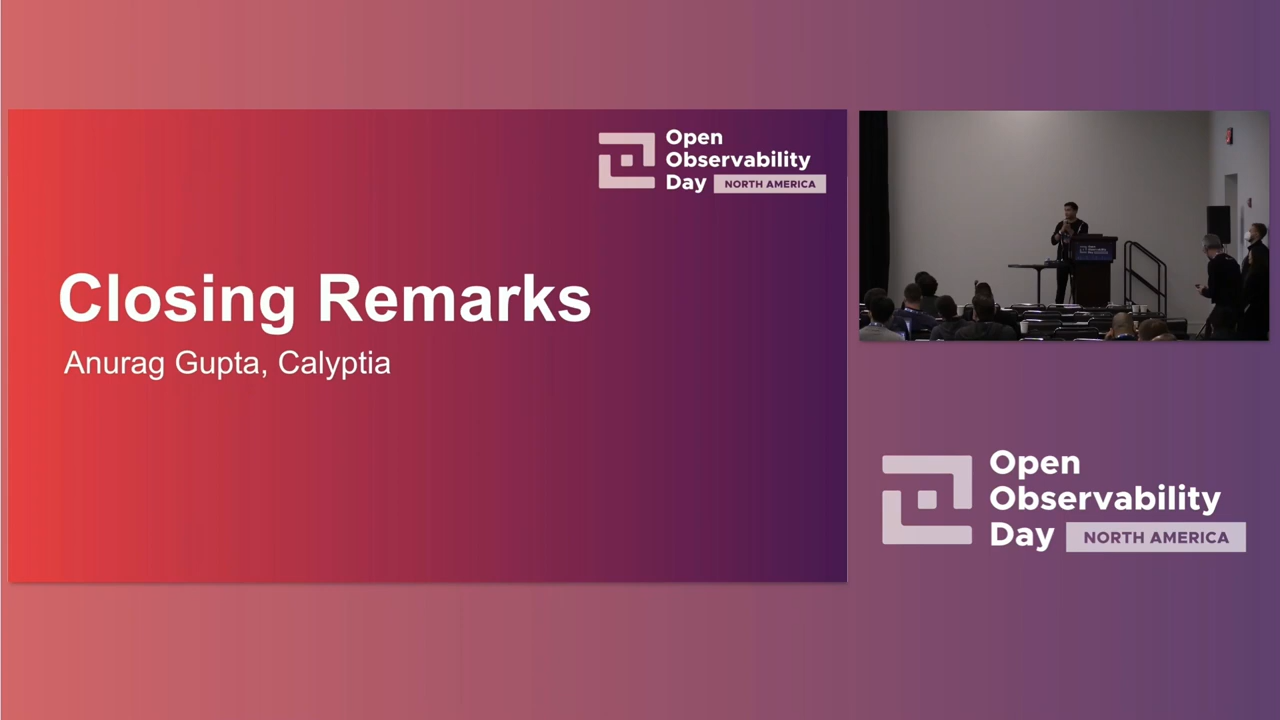 Open
Observability
Day NORTH AMERICA
Closing Remarks
Anurag Gupta, Calyptia
Open
Observability
Day NORTH AMERICA